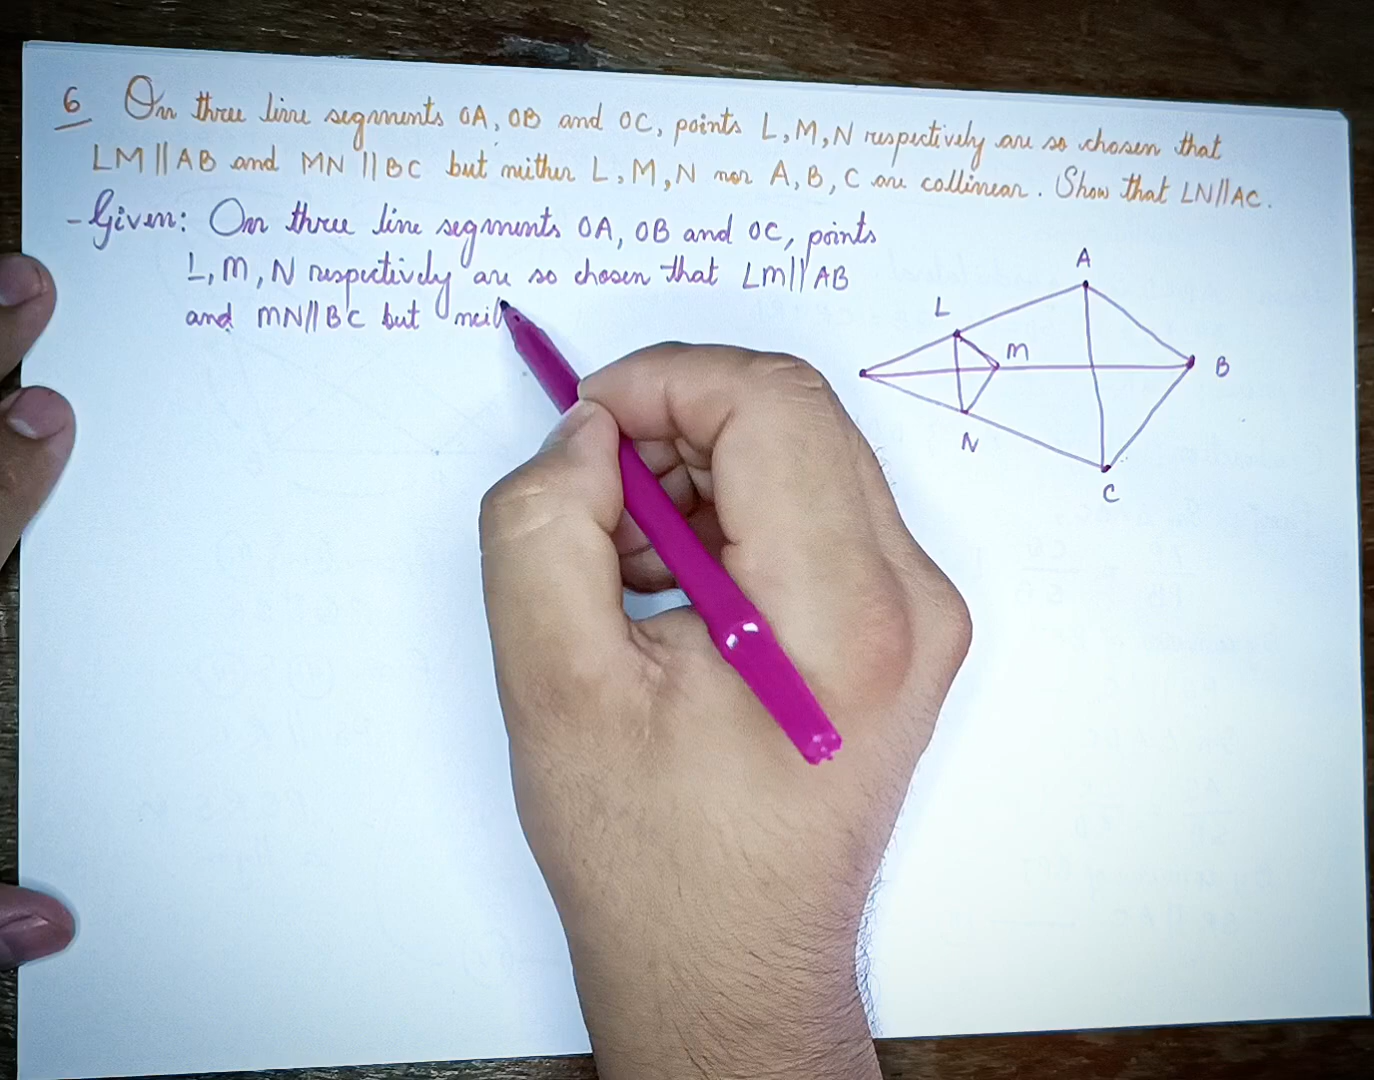 6 On three line segments OA, OB and OC, points L, M, N respectively are so chosen that
LM || AB and MN || BC but neither L, M, N nor A, B, C are collinear. Show that LN || AC.
- Given: On three line segments OA, OB and OC, points
L, M, N respectively are so chosen that LM || AB
and MN || BC but neit
A
L
M
B
N
C